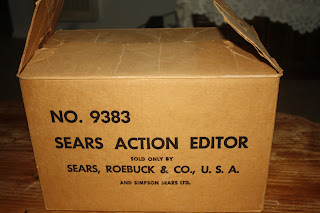 NO. 9383
SEARS ACTION EDITOR
SOLD ONLY BY
SEARS, ROEBUCK & CO., U. S. A.
AND SIMPSON SEARS LTD.